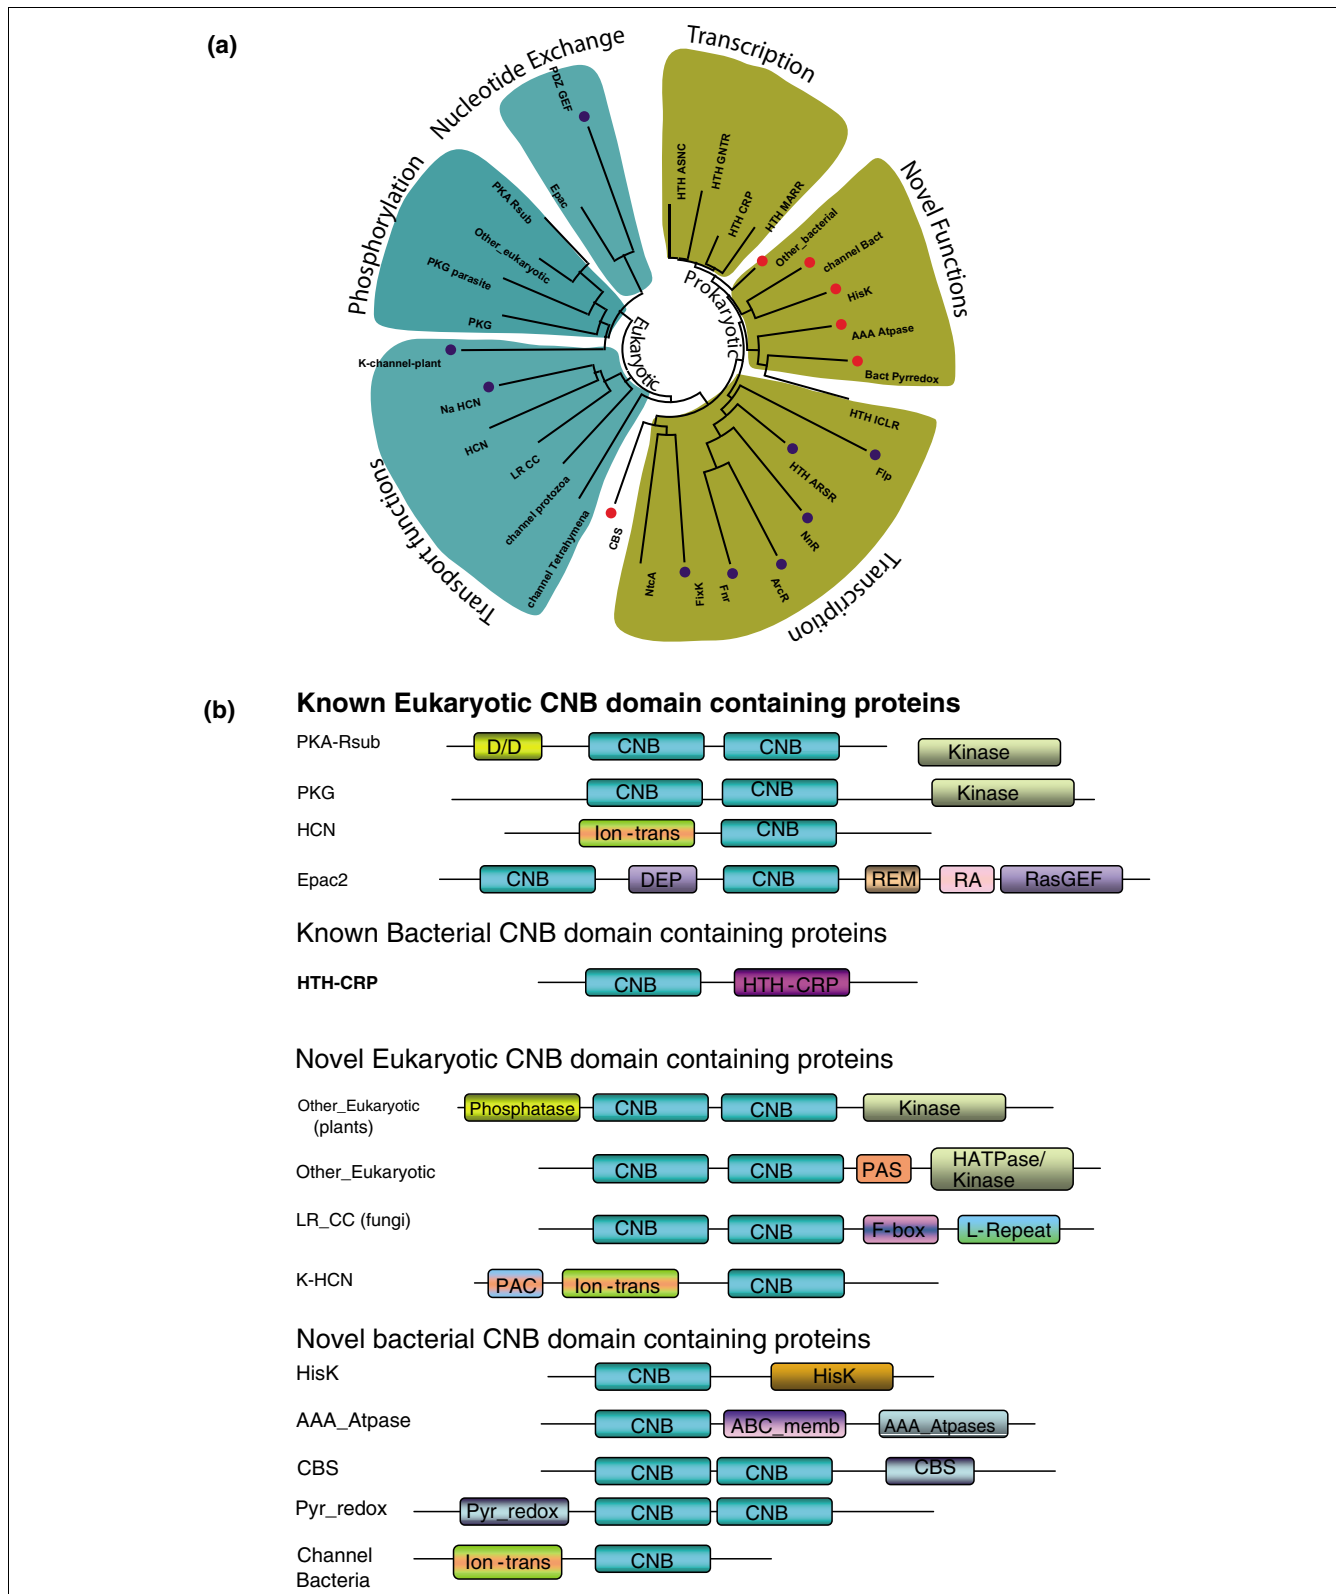 (a)
Nucleotide Exchange
Transcription
Phosphorylation
Novel Functions
Transport functions
Transcription
Prokaryotic
Eukaryotic
PDZ GEF
Epac
PKA Rsub
Other_eukaryotic
PKG parasite
PKG
K-channel-plant
Na HCN
HCN
LR CC
channel protozoa
channel Tetrahymena
CBS
NtcA
FixK
Fnr
ArcR
NnR
HTH ARSR
Flp
HTH ICLR
Bact Pyrredox
AAA Atpase
HisK
channel Bact
Other_bacterial
HTH MARR
HTH CRP
HTH GNTR
HTH ASNC
(b)
Known Eukaryotic CNB domain containing proteins
PKA-Rsub D/D CNB CNB Kinase
PKG CNB CNB Kinase
HCN Ion-trans CNB
Epac2 CNB DEP CNB REM RA RasGEF
Known Bacterial CNB domain containing proteins
HTH-CRP CNB HTH-CRP
Novel Eukaryotic CNB domain containing proteins
Other_Eukaryotic Phosphatase CNB CNB Kinase
(plants)
Other_Eukaryotic CNB CNB PAS HATPase/
Kinase
LR_CC (fungi) CNB CNB F-box L-Repeat
K-HCN PAC Ion-trans CNB
Novel bacterial CNB domain containing proteins
HisK CNB HisK
AAA_Atpase CNB ABC_memb AAA_Atpases
CBS CNB CNB CBS
Pyr_redox Pyr_redox CNB CNB
Channel Ion-trans CNB
Bacteria